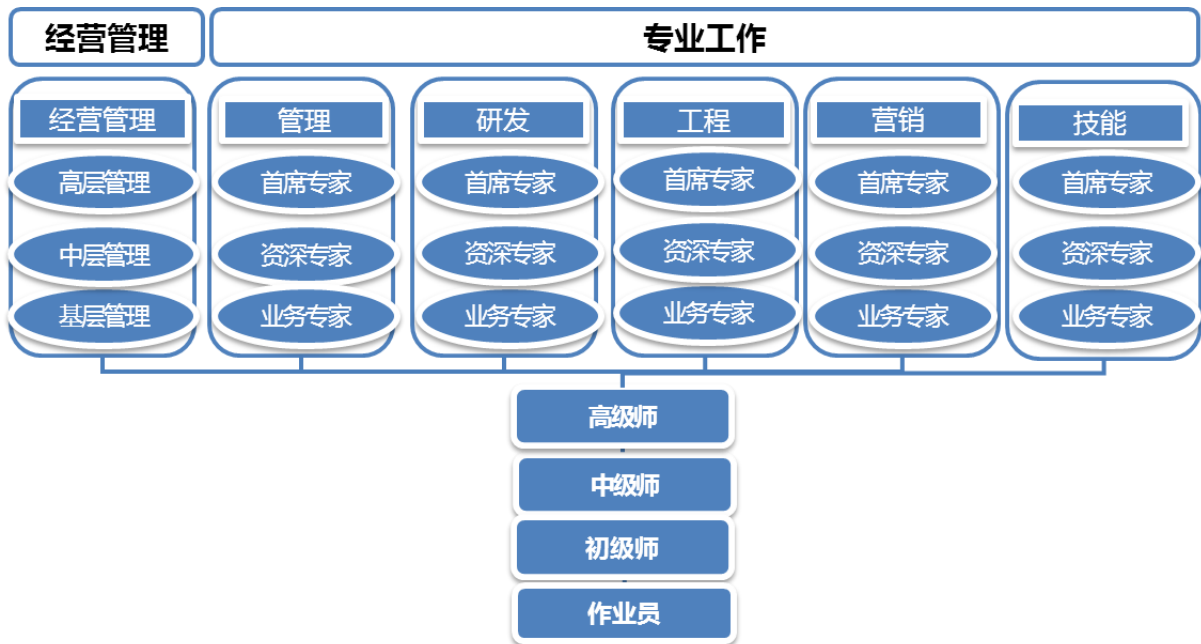 经营管理 专业工作
经营管理 管理 研发 工程 营销 技能
高层管理 首席专家 首席专家 首席专家 首席专家 首席专家
中层管理 资深专家 资深专家 资深专家 资深专家 资深专家
基层管理 业务专家 业务专家 业务专家 业务专家 业务专家
高级师
中级师
初级师
作业员